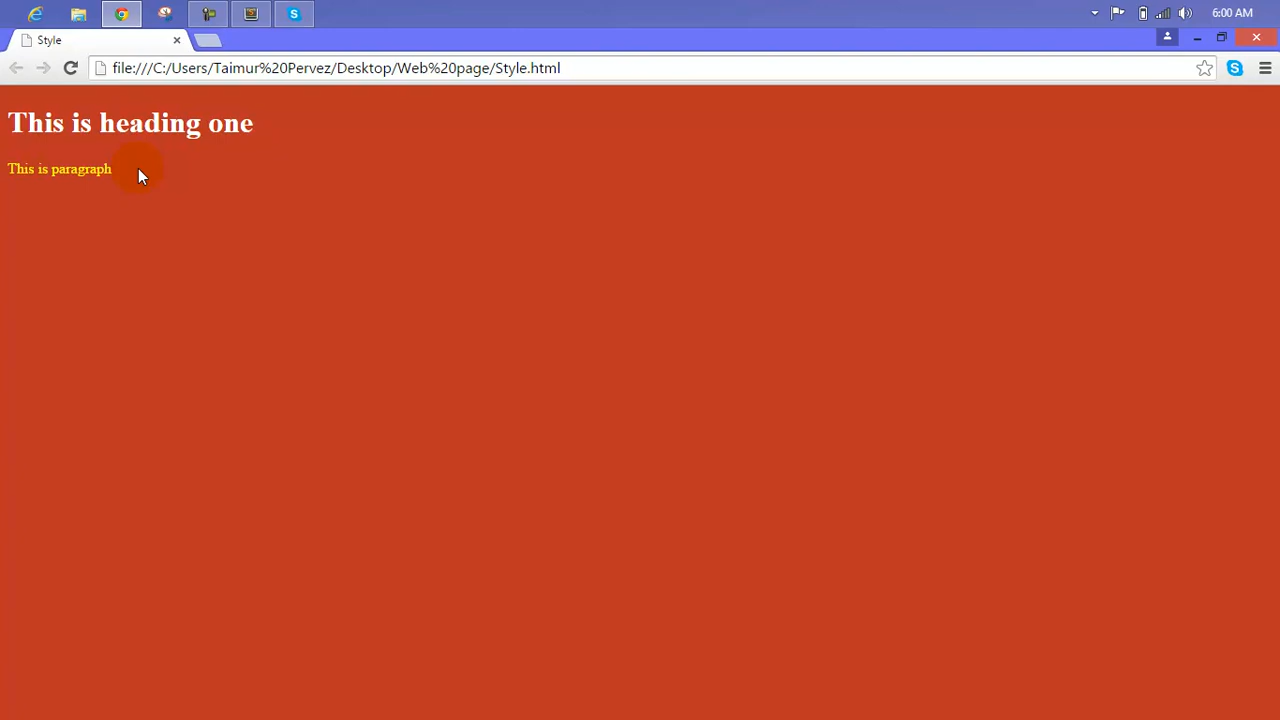 6:00 AM
Style
file:///C:/Users/Taimur%20Pervez/Desktop/Web%20page/Style.html
This is heading one
This is paragraph